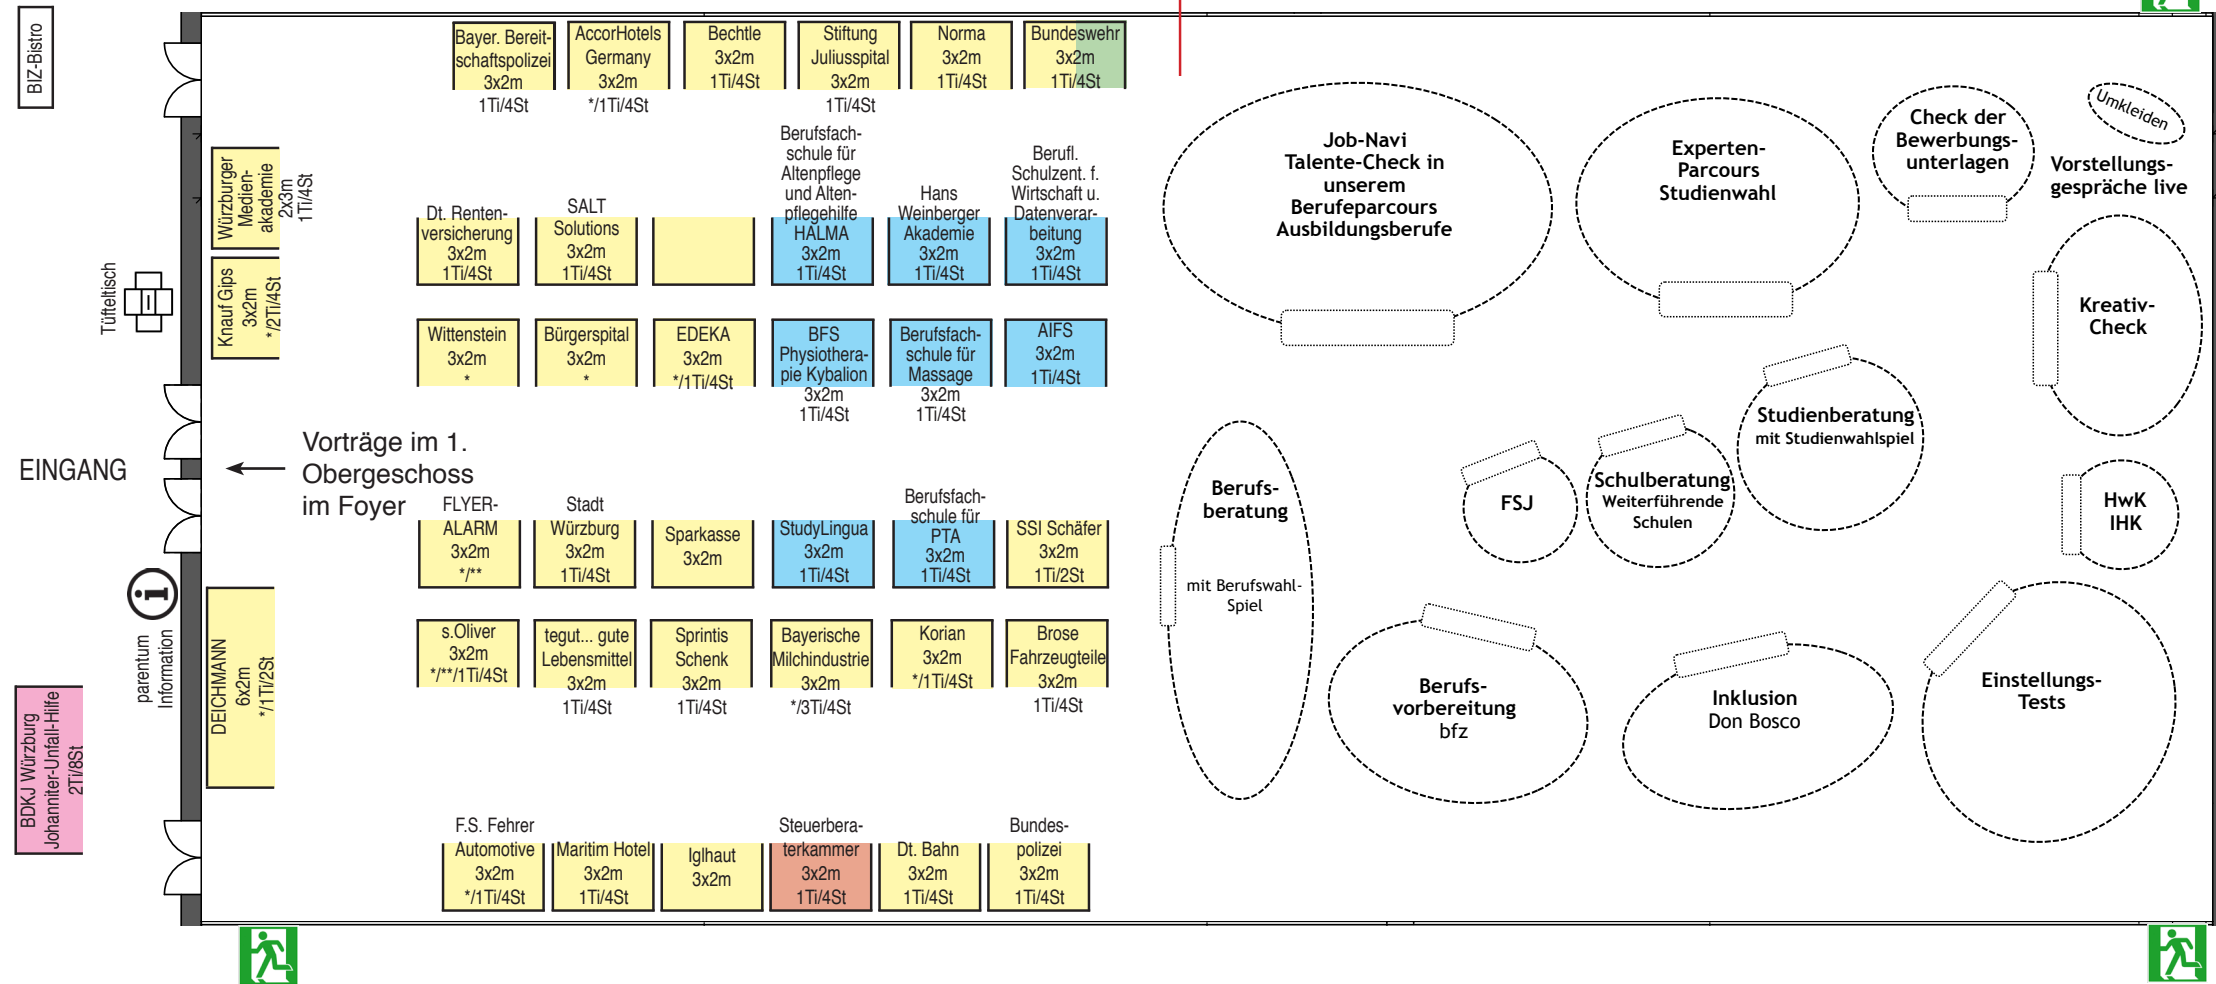 BIZ-Bistro
Bayer. Bereit-
schaftspolizei
3x2m
1Ti/4St
AccorHotels
Germany
3x2m
*/1Ti/4St
Bechtle
3x2m
1Ti/4St
Stiftung
Juliusspital
3x2m
1Ti/4St
Norma
3x2m
1Ti/4St
Bundeswehr
3x2m
1Ti/4St
Würzburger
Medien-
akademie
2x3m
1Ti/4St
Knauf Gips
3x2m
*/2Ti/4St
Tüfteltisch
Dt. Renten-
versicherung
3x2m
1Ti/4St
SALT
Solutions
3x2m
1Ti/4St
Berufsfach-
schule für
Altenpflege
und Alten-
pflegehilfe
HALMA
3x2m
1Ti/4St
Hans
Weinberger
Akademie
3x2m
1Ti/4St
Berufl.
Schulzent. f.
Wirtschaft u.
Datenverar-
beitung
3x2m
1Ti/4St
Wittenstein
3x2m
*
Bürgerspital
3x2m
*
EDEKA
3x2m
*/1Ti/4St
BFS
Physiothera-
pie Kybalion
3x2m
1Ti/4St
Berufsfach-
schule für
Massage
3x2m
1Ti/4St
AIFS
3x2m
1Ti/4St
EINGANG
Vorträge im 1.
Obergeschoss
im Foyer
FLYER-
ALARM
3x2m
*/**
Stadt
Würzburg
3x2m
1Ti/4St
Sparkasse
3x2m
StudyLingua
3x2m
1Ti/4St
Berufsfach-
schule für
PTA
3x2m
1Ti/4St
SSI Schäfer
3x2m
1Ti/2St
i
parentum
Information
DEICHMANN
6x2m
*/1Ti/2St
BDKJ Würzburg
Johanniter-Unfall-Hilfe
2Ti/8St
s.Oliver
3x2m
*/**/1Ti/4St
tegut... gute
Lebensmittel
3x2m
1Ti/4St
Sprintis
Schenk
3x2m
1Ti/4St
Bayerische
Milchindustrie
3x2m
*/3Ti/4St
Korian
3x2m
*/1Ti/4St
Brose
Fahrzeugteile
3x2m
1Ti/4St
F.S. Fehrer
Automotive
3x2m
*/1Ti/4St
Maritim Hotel
3x2m
1Ti/4St
Iglhaut
3x2m
Steuerbera-
terkammer
3x2m
1Ti/4St
Dt. Bahn
3x2m
1Ti/4St
Bundes-
polizei
3x2m
1Ti/4St
Job-Navi
Talente-Check in
unserem
Berufeparcours
Ausbildungsberufe
Experten-
Parcours
Studienwahl
Check der
Bewerbungs-
unterlagen
Umkleiden
Vorstellungs-
gespräche live
Kreativ-
Check
Studienberatung
mit Studienwahlspiel
Schulberatung
Weiterführende
Schulen
FSJ
HwK
IHK
Berufs-
beratung
mit Berufswahl-
Spiel
Berufs-
vorbereitung
bfz
Inklusion
Don Bosco
Einstellungs-
Tests